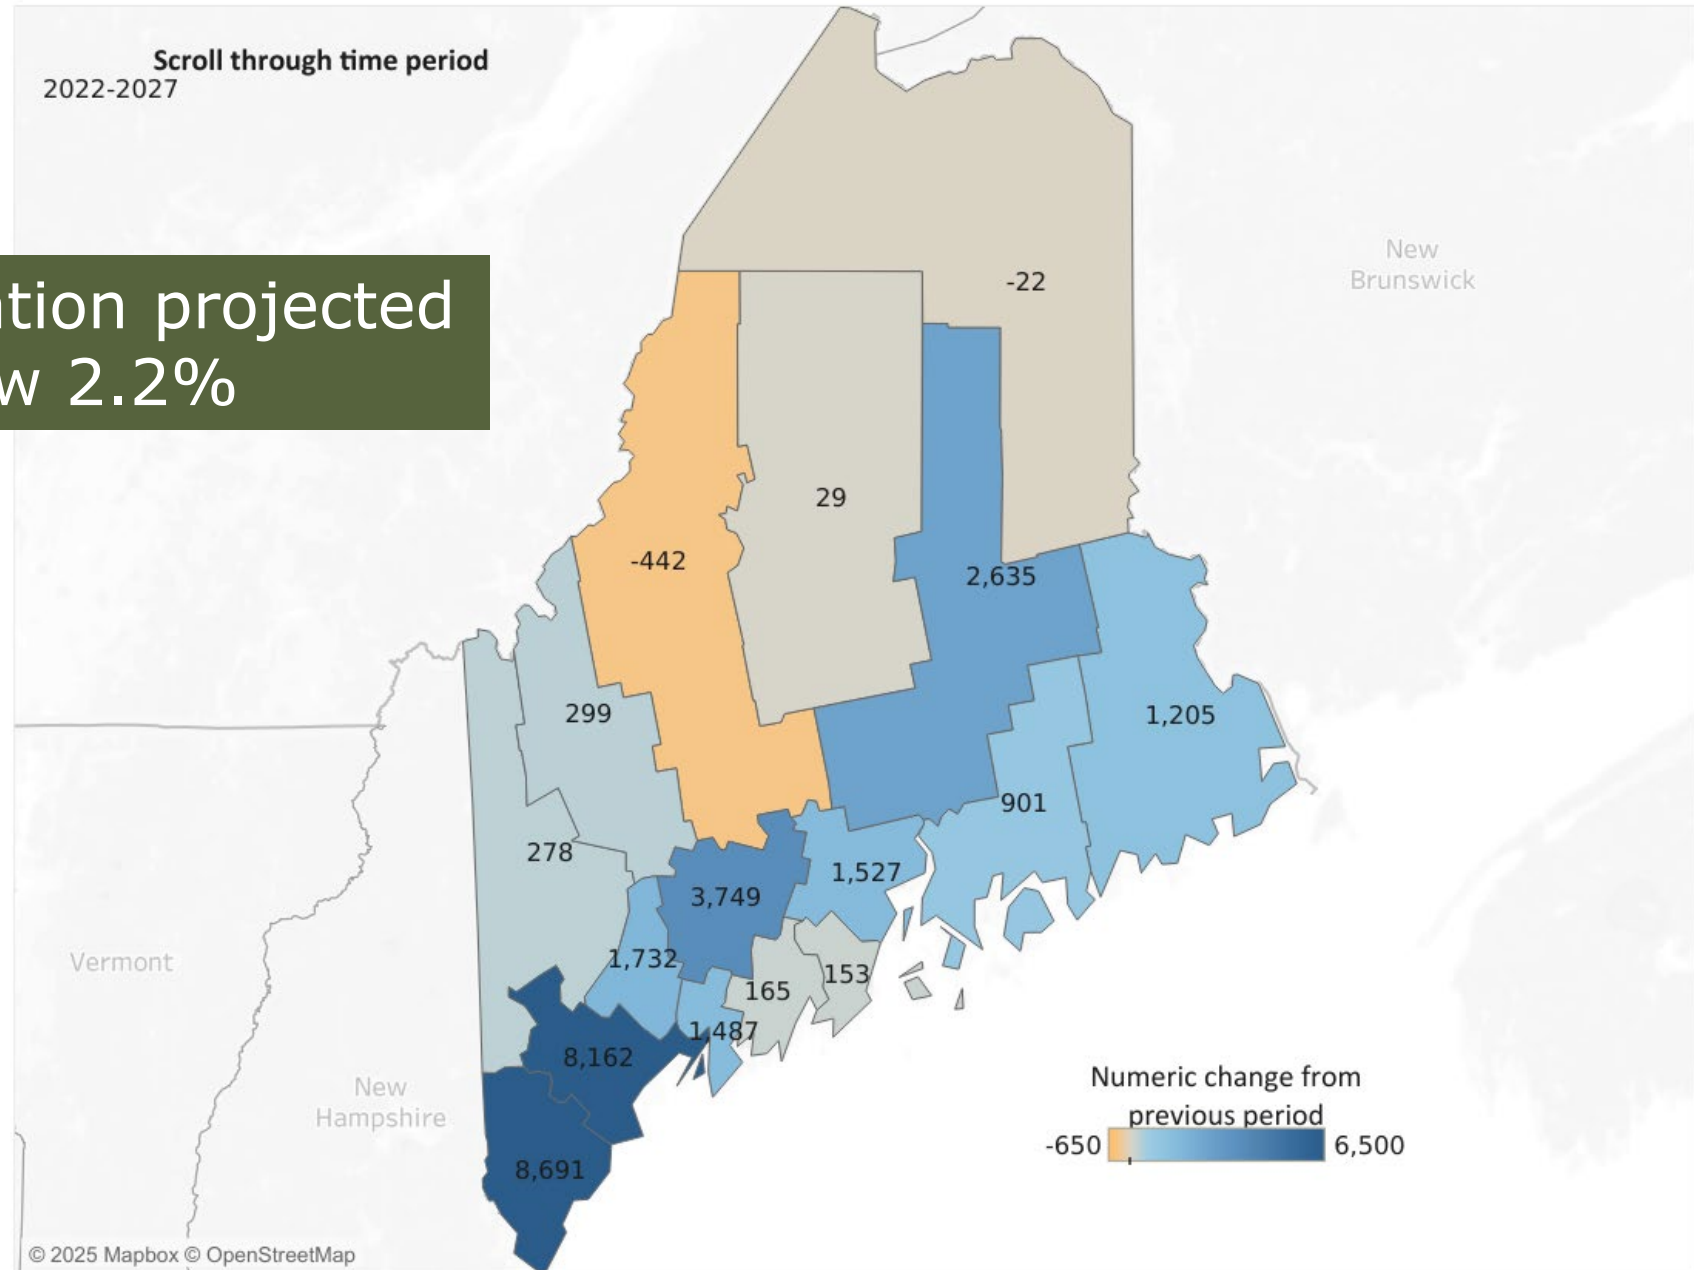 Scroll through time period
2022-2027
New
Brunswick
-22
projected
2.2%
29
-442
2,635
299
1,205
901
278
1,527
3,749
1,732
153
165
Vermont
1,487
8,162
New
Hampshire
Numeric change from
previous period
-650
6,500
8,691
© 2025 Mapbox © OpenStreetMap